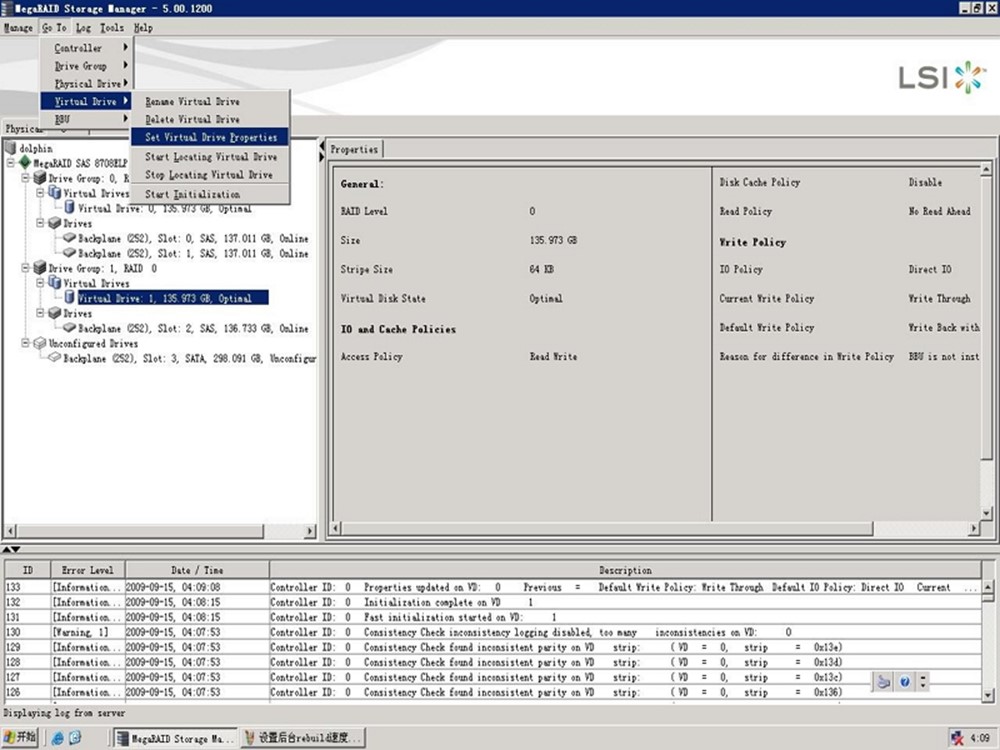 MegaRAID Storage Manager - 5.00.1200
Manage Go To Log Tools Help
Controller
Drive Group
Physical Drive
Virtual Drive
BBU
Rename Virtual Drive
Delete Virtual Drive
Set Virtual Drive Properties
Start Locating Virtual Drive
Stop Locating Virtual Drive
Start Initialization
LSI
Physical
dolphin
MegaRAID SAS 8708ELP
Drive Group: 0, R
Virtual Drives
Virtual Drive: 0, 135.973 GB, Optimal
Drives
Backplane (252), Slot: 0, SAS, 137.011 GB, Online
Backplane (252), Slot: 1, SAS, 137.011 GB, Online
Drive Group: 1, RAID 0
Virtual Drives
Virtual Drive: 1, 135.973 GB, Optimal
Drives
Backplane (252), Slot: 2, SAS, 136.733 GB, Online
Unconfigured Drives
Backplane (252), Slot: 3, SATA, 298.091 GB, Unconfigur
Properties
General:
RAID Level 0
Size 135.973 GB
Stripe Size 64 KB
Virtual Disk State Optimal
IO and Cache Policies
Access Policy Read Write
Disk Cache Policy Disable
Read Policy No Read Ahead
Write Policy
IO Policy Direct IO
Current Write Policy Write Through
Default Write Policy Write Back with
Reason for difference in Write Policy BBU is not inst
ID Error Level Date / Time Description
133 [Information... 2009-09-15, 04:09:08 Controller ID: 0 Properties updated on VD: 0 Previous = Default Write Policy: Write Through Default IO Policy: Direct IO Current ...
132 [Information... 2009-09-15, 04:08:15 Controller ID: 0 Initialization complete on VD 1
131 [Information... 2009-09-15, 04:08:15 Controller ID: 0 Fast initialization started on VD: 1
130 [Warning, 1] 2009-09-15, 04:07:53 Controller ID: 0 Consistency Check inconsistency logging disabled, too many inconsistencies on VD: 0
129 [Information... 2009-09-15, 04:07:53 Controller ID: 0 Consistency Check found inconsistent parity on VD strip: ( VD = 0, strip = 0x13e)
128 [Information... 2009-09-15, 04:07:53 Controller ID: 0 Consistency Check found inconsistent parity on VD strip: ( VD = 0, strip = 0x13d)
127 [Information... 2009-09-15, 04:07:53 Controller ID: 0 Consistency Check found inconsistent parity on VD strip: ( VD = 0, strip = 0x13c)
126 [Information... 2009-09-15, 04:07:53 Controller ID: 0 Consistency Check found inconsistent parity on VD strip: ( VD = 0, strip = 0x136)
Displaying log from server
开始 MegaRAID Storage Ma... 设置后台rebuild速度... 4:09